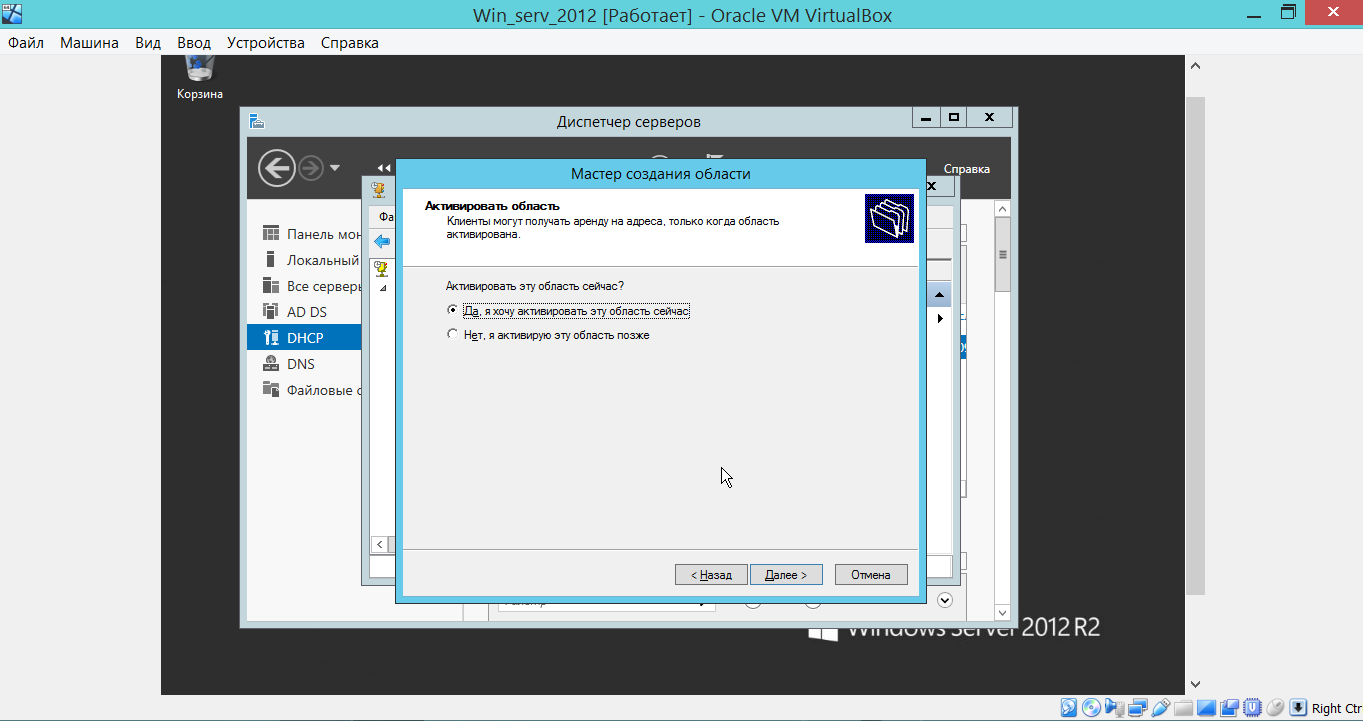 Win_serv_2012 [Работает] - Oracle VM VirtualBox
Файл Машина Вид Ввод Устройства Справка
Корзина
Диспетчер серверов
Справка
Мастер создания области
Фа
Активировать область
Клиенты могут получать аренду на адреса, только когда область
активирована.
Панель мон
Локальный
Все серверы
AD DS
DHCP
DNS
Файловые с
Активировать эту область сейчас?
Да, я хочу активировать эту область сейчас
Нет, я активирую эту область позже
< Назад Далее > Отмена
Windows Server 2012 R2
Right Ctr